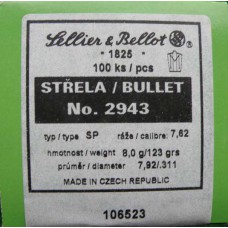 Sellier & Bellot
* 1825 *
100 ks / pcs
STŘELA / BULLET
No. 2943
typ / type SP ráže / calibre: 7,62
hmotnost / weight 8,0 g/123 grs
průměr / diameter 7,92/.311
MADE IN CZECH REPUBLIC
106523